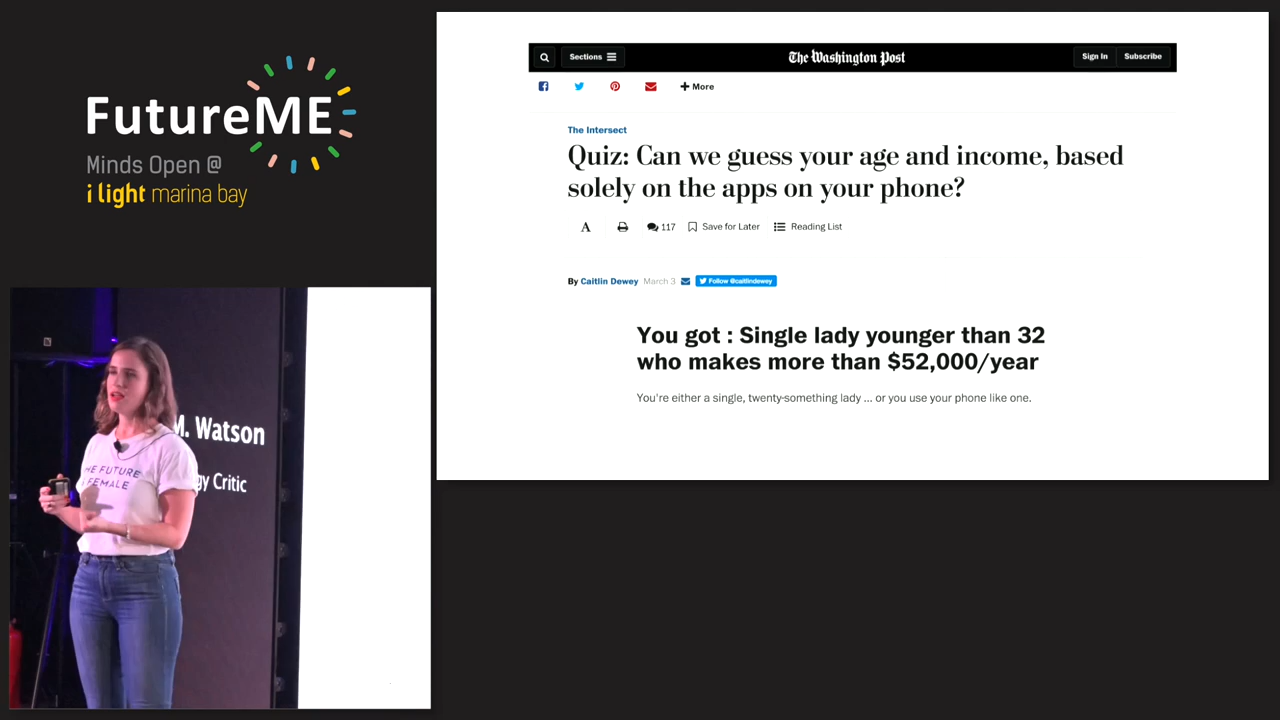 FutureME
Minds Open @
i light marina bay
M. Watson
gy Critic
THE FUTURE
FEMALE
Sections
The Washington Post
Sign In
Subscribe
+ More
The Intersect
Quiz: Can we guess your age and income, based
solely on the apps on your phone?
A
117
Save for Later
Reading List
By Caitlin Dewey March 3
Follow @caitlindewey
You got : Single lady younger than 32
who makes more than $52,000/year
You're either a single, twenty-something lady ... or you use your phone like one.